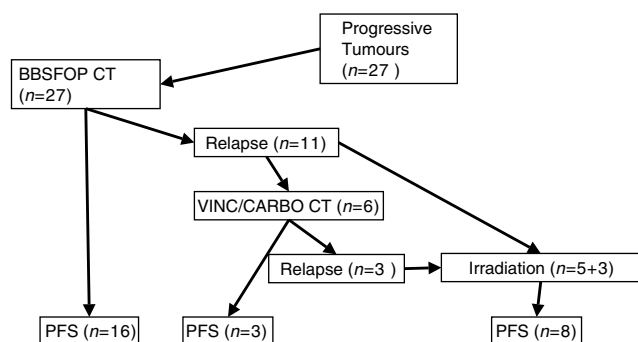 Progressive
Tumours
(n=27 )
BBSFOP CT
(n=27)
Relapse (n=11)
VINC/CARBO CT (n=6)
Relapse (n=3 )
Irradiation (n=5+3)
PFS (n=16)
PFS (n=3)
PFS (n=8)